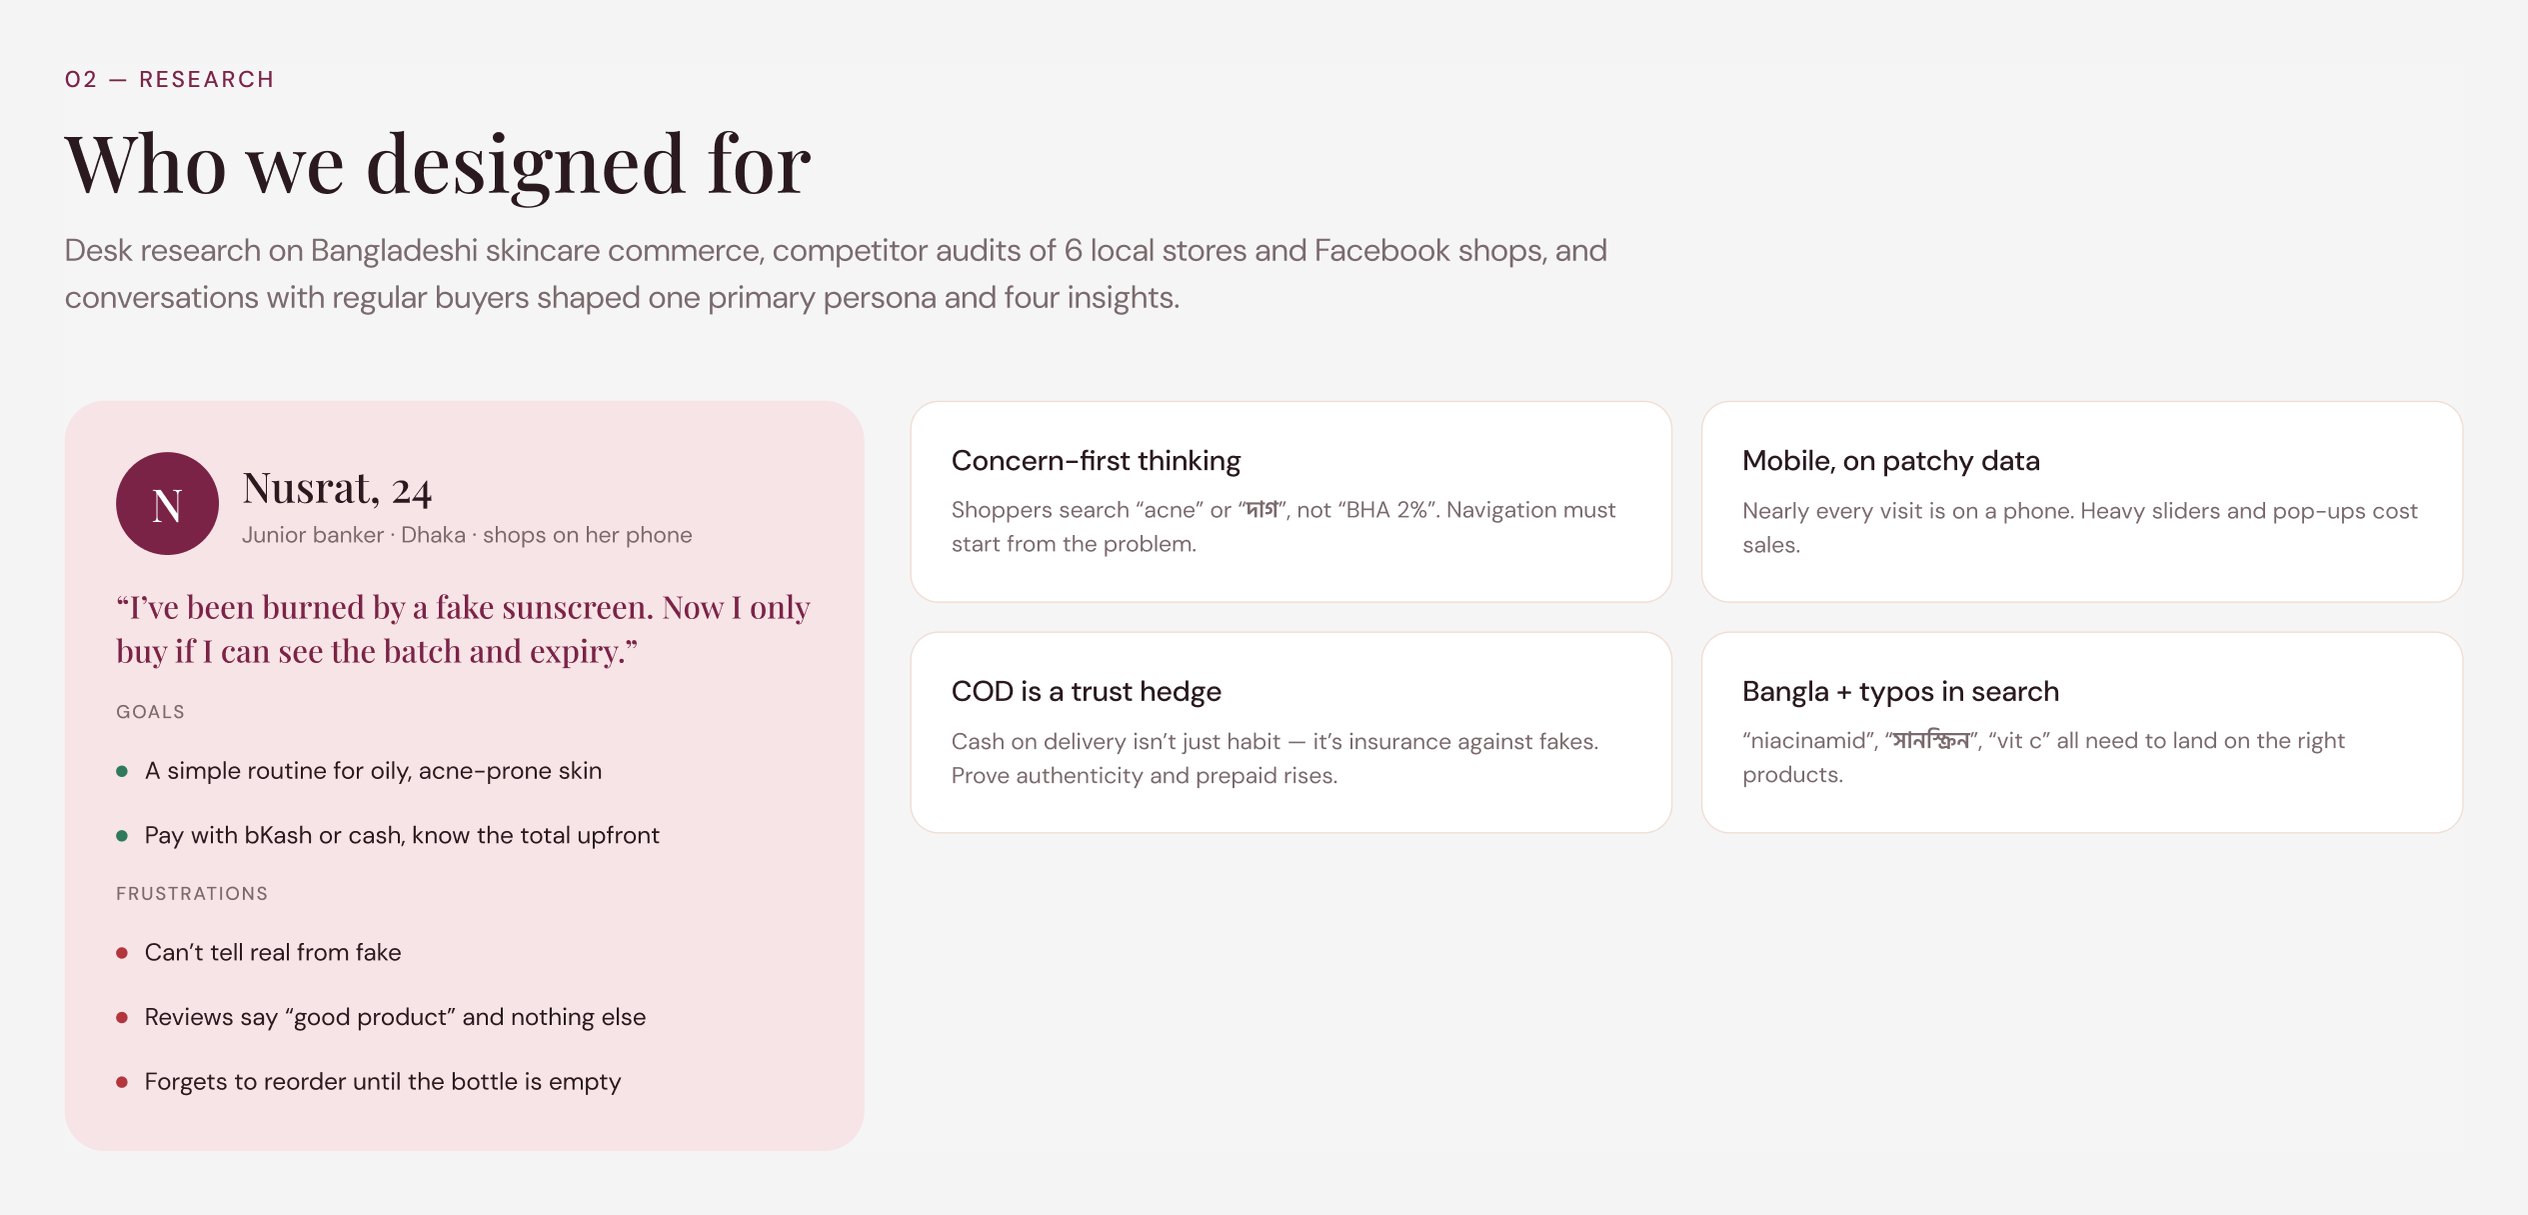 02 — RESEARCH
Who we designed for
Desk research on Bangladeshi skincare commerce, competitor audits of 6 local stores and Facebook shops, and
conversations with regular buyers shaped one primary persona and four insights.
N
Nusrat, 24
Junior banker · Dhaka · shops on her phone
“I’ve been burned by a fake sunscreen. Now I only
buy if I can see the batch and expiry.”
GOALS
A simple routine for oily, acne-prone skin
Pay with bKash or cash, know the total upfront
FRUSTRATIONS
Can’t tell real from fake
Reviews say “good product” and nothing else
Forgets to reorder until the bottle is empty
Concern-first thinking
Shoppers search “acne” or “দাগ”, not “BHA 2%”. Navigation must
start from the problem.
Mobile, on patchy data
Nearly every visit is on a phone. Heavy sliders and pop-ups cost
sales.
COD is a trust hedge
Cash on delivery isn’t just habit — it’s insurance against fakes.
Prove authenticity and prepaid rises.
Bangla + typos in search
“niacinamid”, “সানস্ক্রিন”, “vit c” all need to land on the right
products.